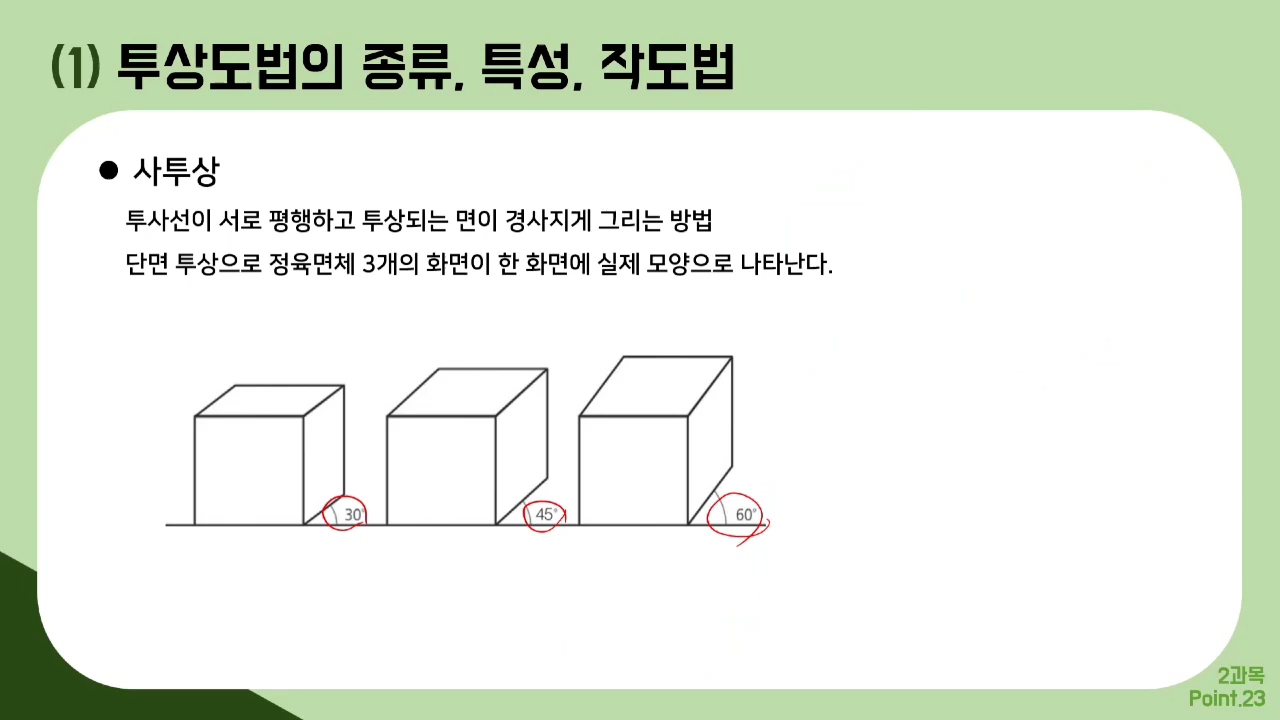 (1) 투상도법의 종류, 특성, 작도법
● 사투상
투사선이 서로 평행하고 투상되는 면이 경사지게 그리는 방법
단면 투상으로 정육면체 3개의 화면이 한 화면에 실제 모양으로 나타난다.
30° 45° 60°
2과목
Point.23